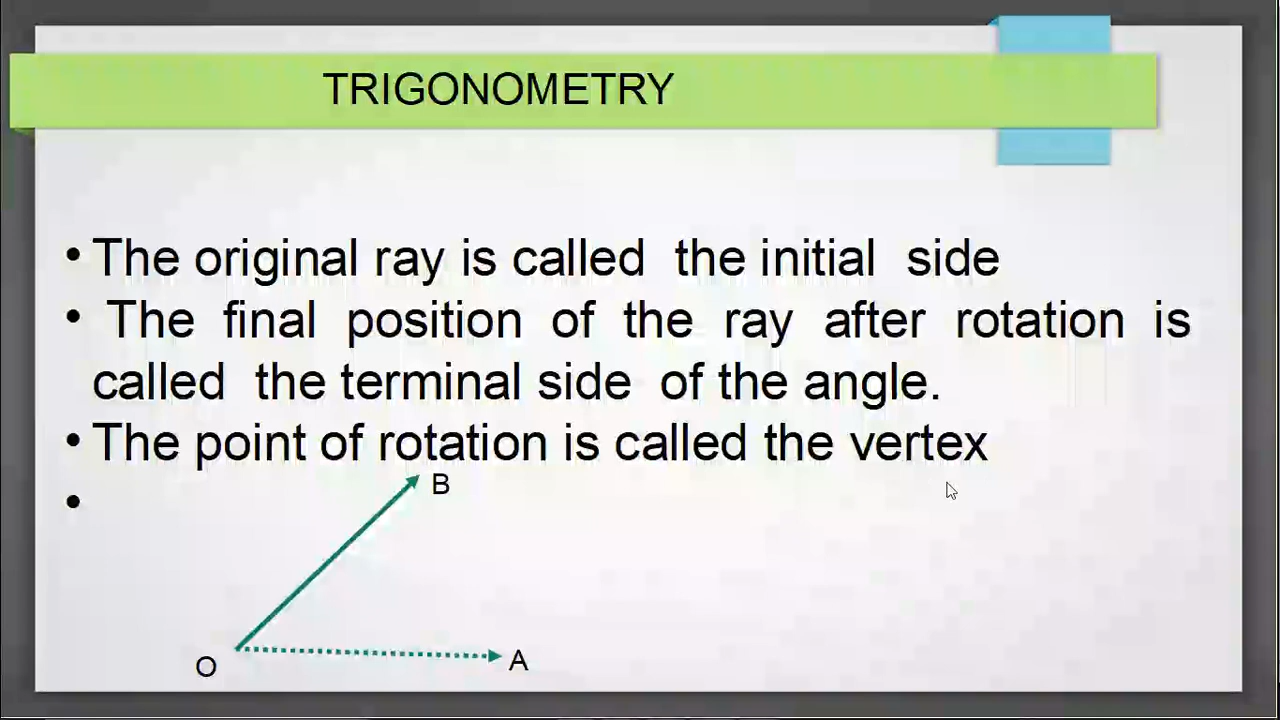 TRIGONOMETRY
• The original ray is called the initial side
• The final position of the ray after rotation is
called the terminal side of the angle.
• The point of rotation is called the vertex
•
B
O
A